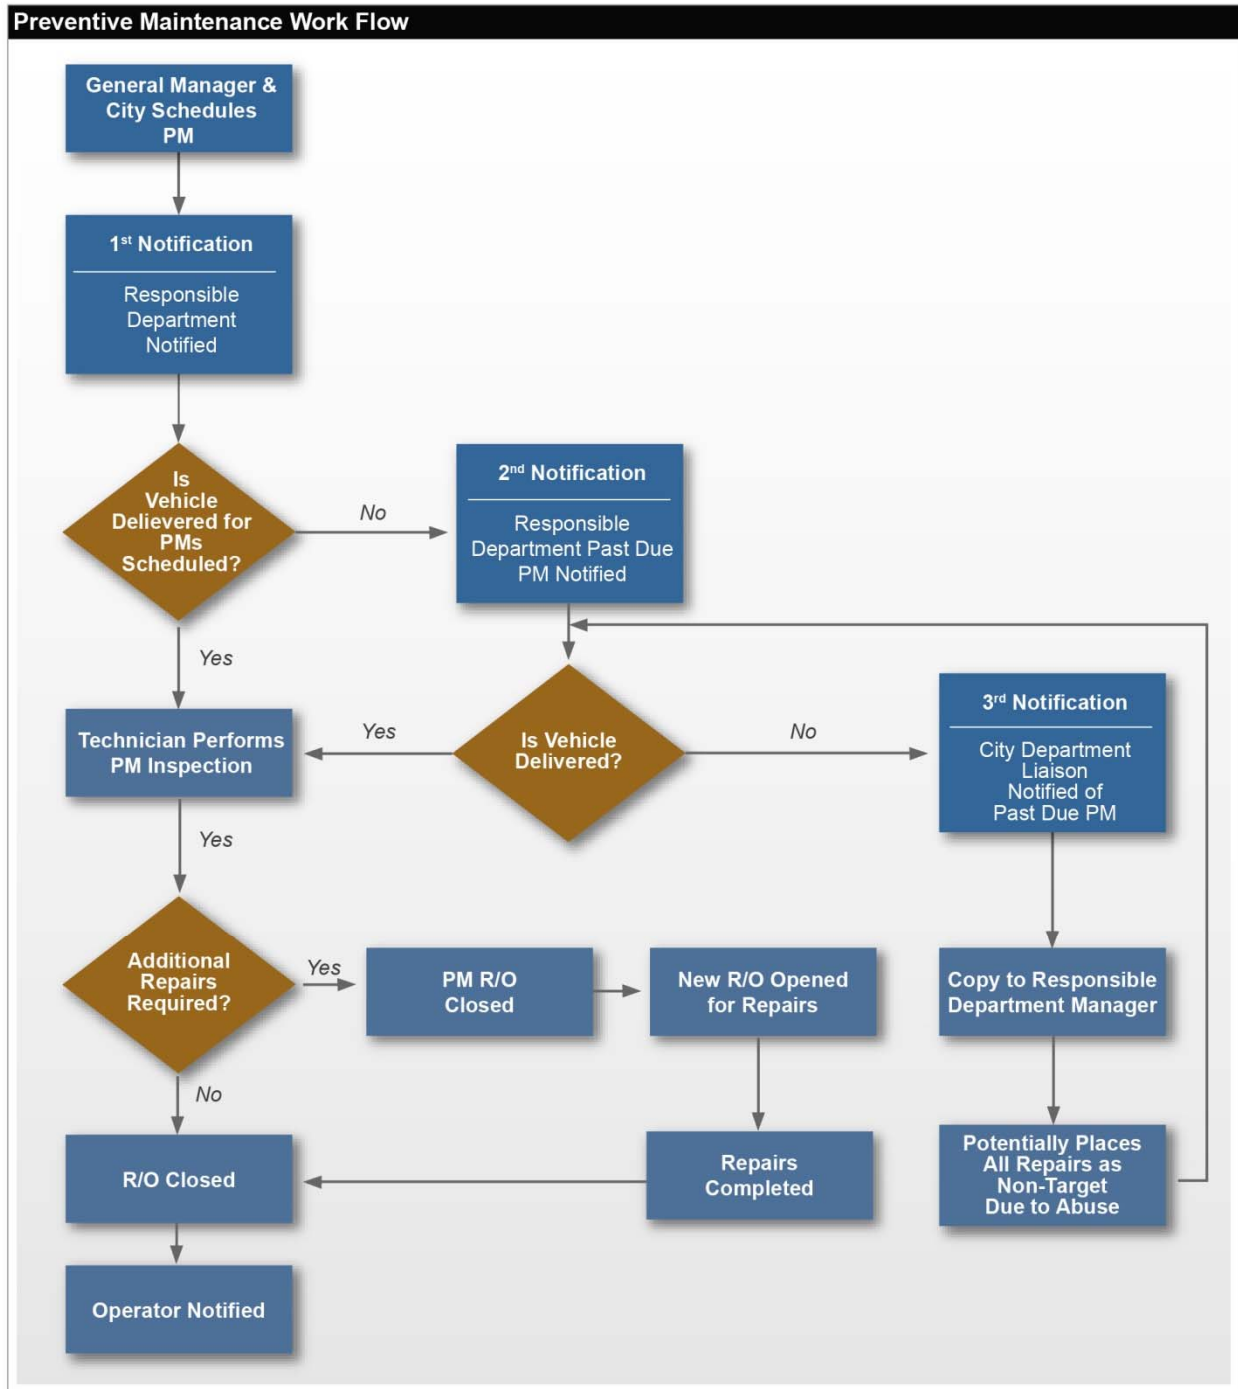 Preventive Maintenance Work Flow
General Manager &
City Schedules
PM
1st Notification
Responsible
Department
Notified
Is
Vehicle
Delievered for
PMs
Scheduled?
No
2nd Notification
Responsible
Department Past Due
PM Notified
Yes
Technician Performs
PM Inspection
Yes
Is Vehicle
Delivered?
No
3rd Notification
City Department
Liaison
Notified of
Past Due PM
Yes
Additional
Repairs
Required?
Yes
PM R/O
Closed
New R/O Opened
for Repairs
Copy to Responsible
Department Manager
No
R/O Closed
Repairs
Completed
Potentially Places
All Repairs as
Non-Target
Due to Abuse
Operator Notified